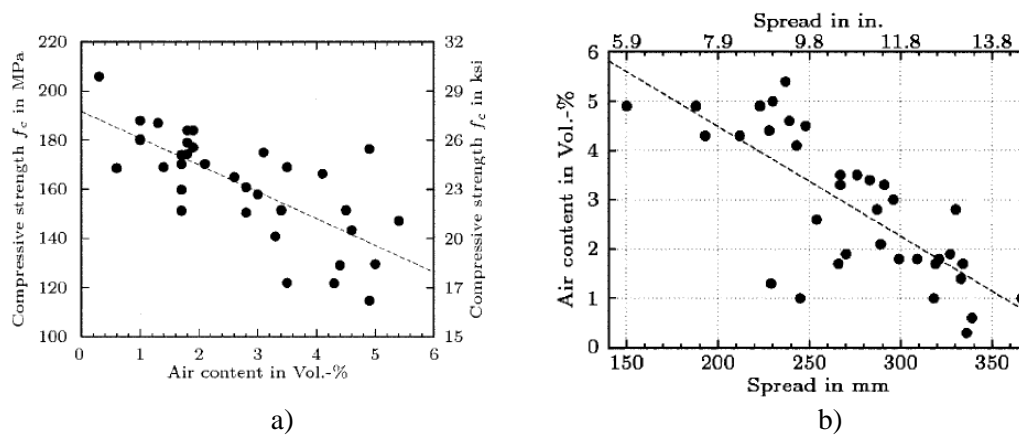 220
200
180
160
140
120
100
Compressive strength f_c in MPa
32
29
26
23
20
17
15
Compressive strength f_c in ksi
0 1 2 3 4 5 6
Air content in Vol.-%
a)
Spread in in.
5.9 7.9 9.8 11.8 13.8
6
5
4
3
2
1
0
Air content in Vol.-%
150 200 250 300 350
Spread in mm
b)